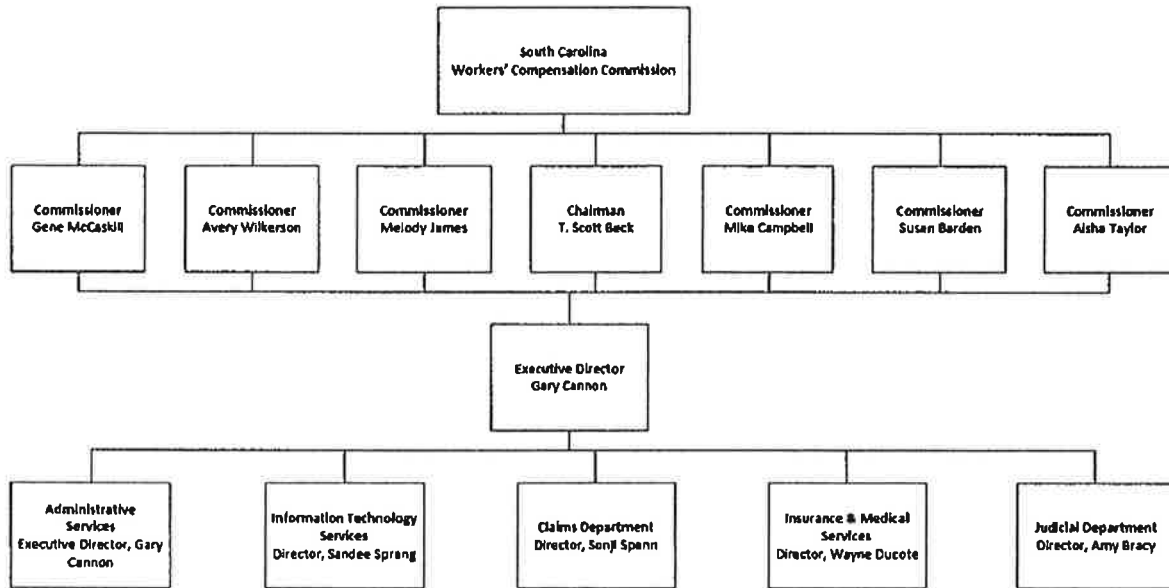 South Carolina
Workers' Compensation Commission
Commissioner
Gene McCaskill
Commissioner
Avery Wilkerson
Commissioner
Melody James
Chairman
T. Scott Beck
Commissioner
Mike Campbell
Commissioner
Susan Barden
Commissioner
Aisha Taylor
Executive Director
Gary Cannon
Administrative
Services
Executive Director, Gary
Cannon
Information Technology
Services
Director, Sandee Sprang
Claims Department
Director, Sonji Spann
Insurance & Medical
Services
Director, Wayne Ducote
Judicial Department
Director, Amy Bracy